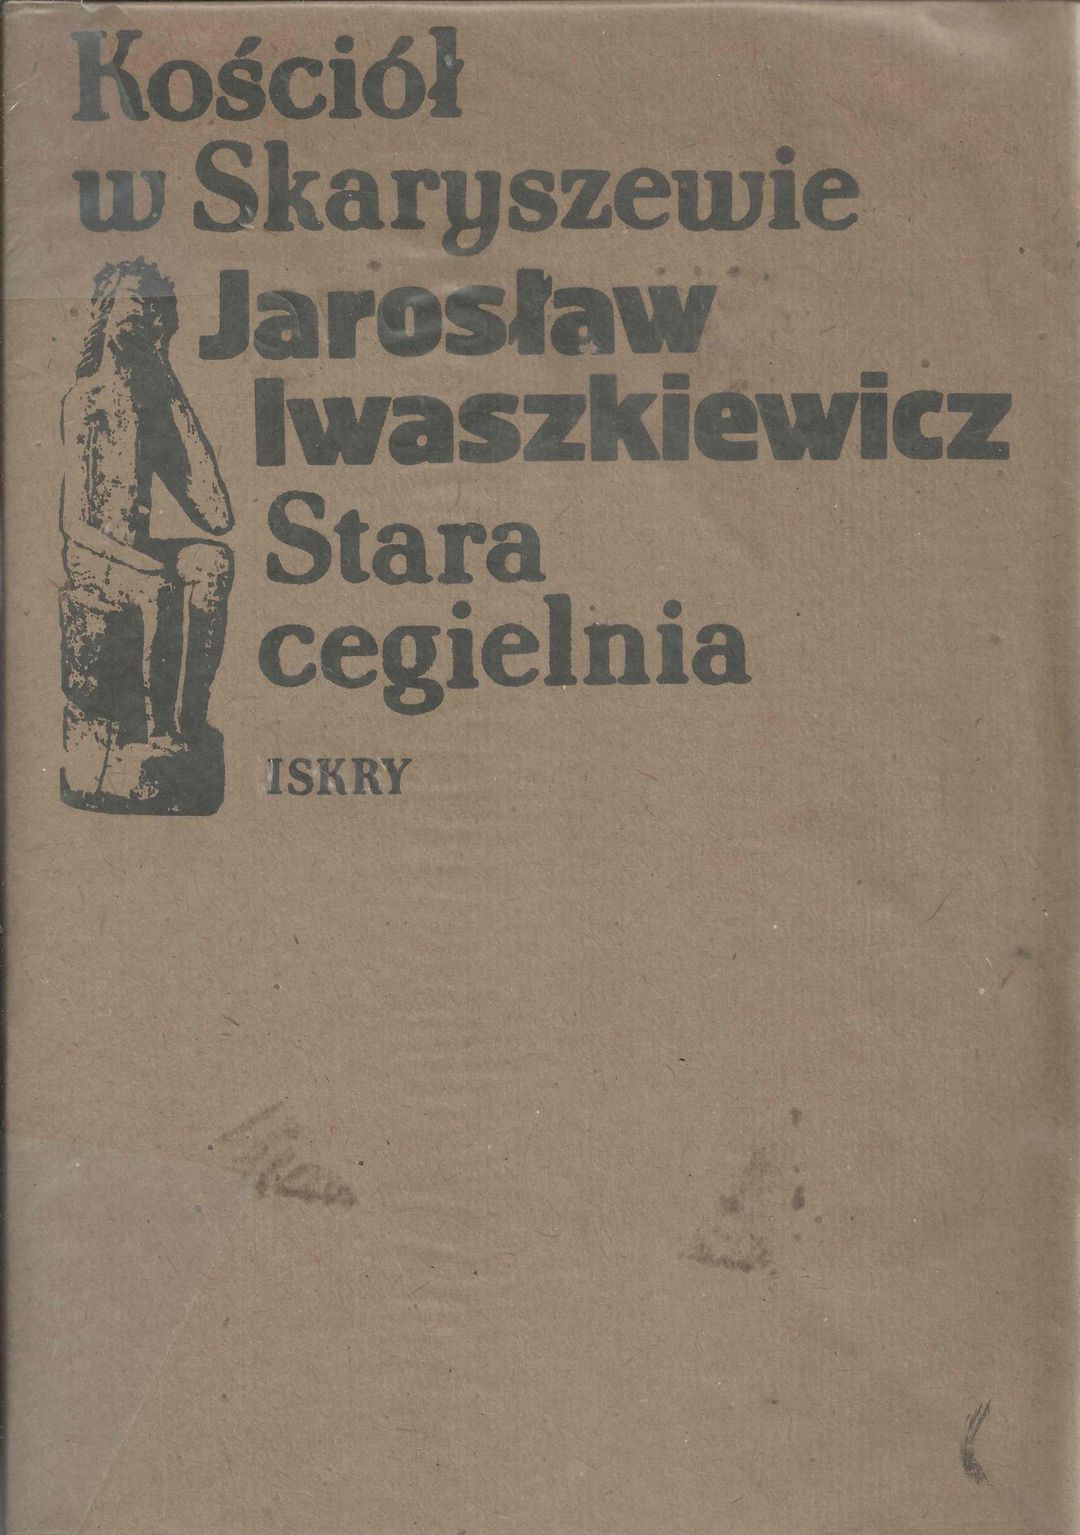 Kościół
w Skaryszewie
Jarosław
Iwaszkiewicz
Stara
cegielnia
ISKRY